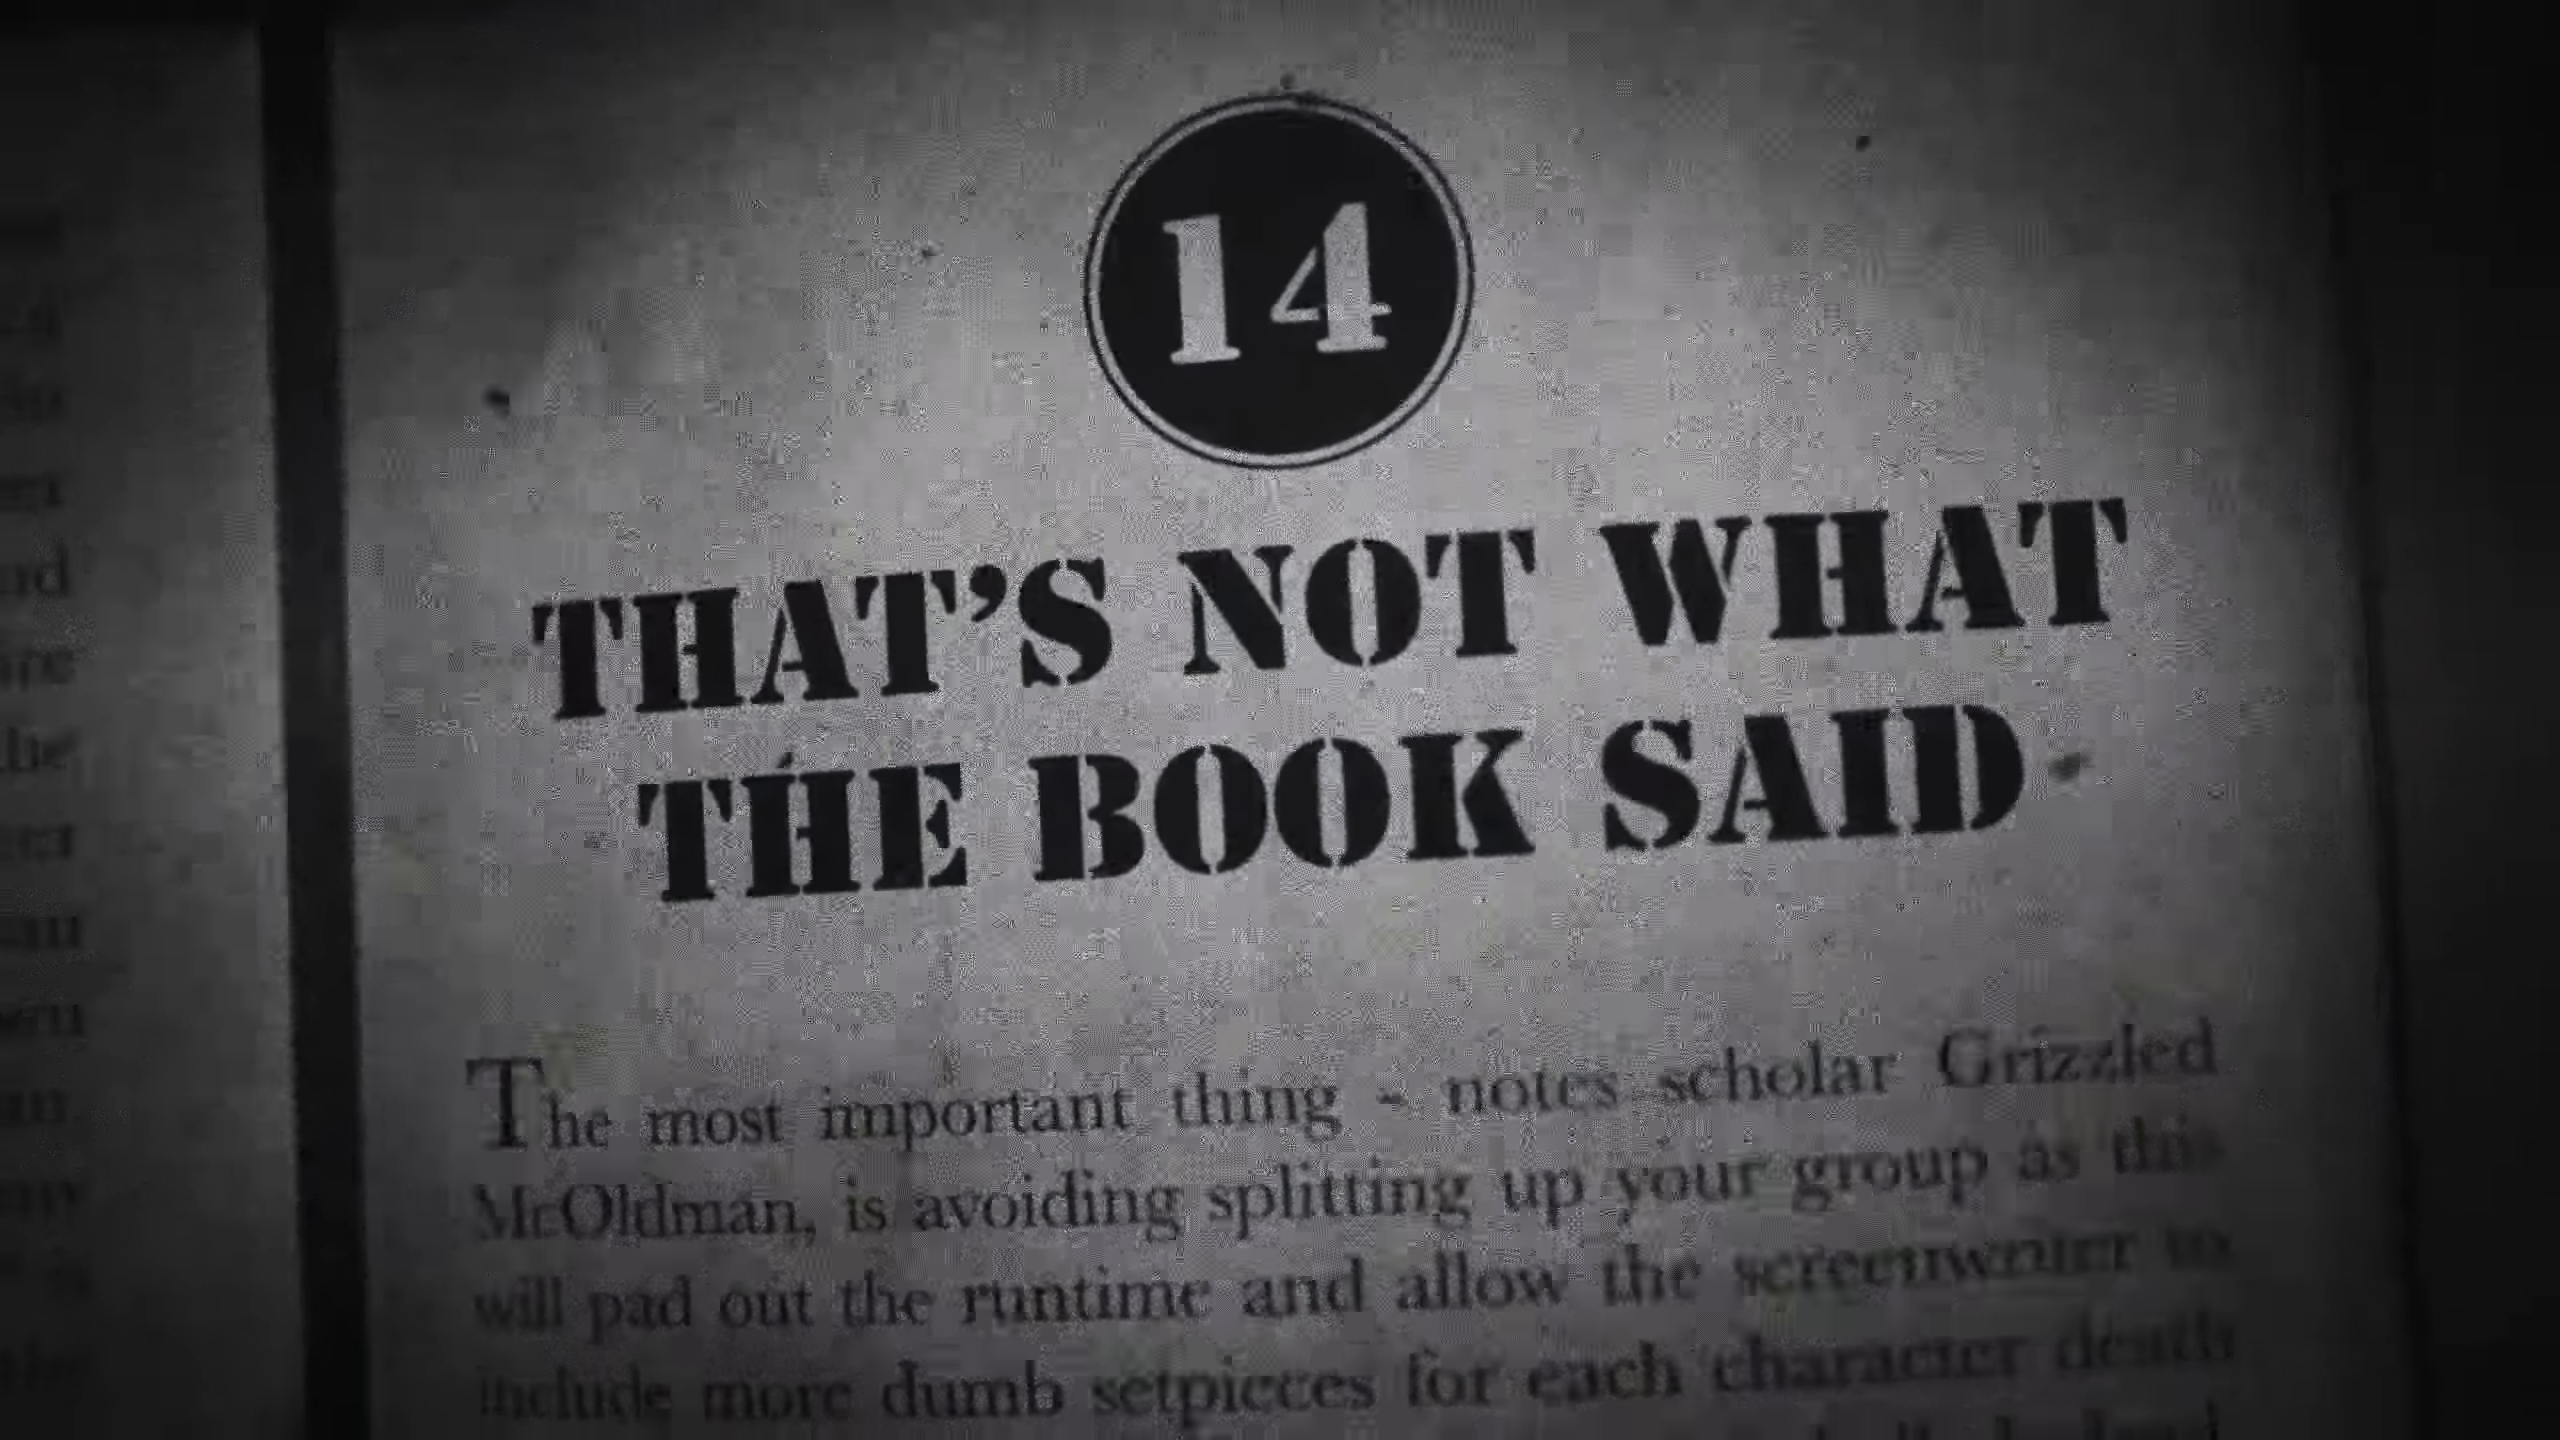 14
THAT'S NOT WHAT
THE BOOK SAID
The most important thing - notes scholar Grizzled
McOldman, is avoiding splitting up your group as this
will pad out the runtime and allow the screenwriter to
include more dumb setpieces for each character death